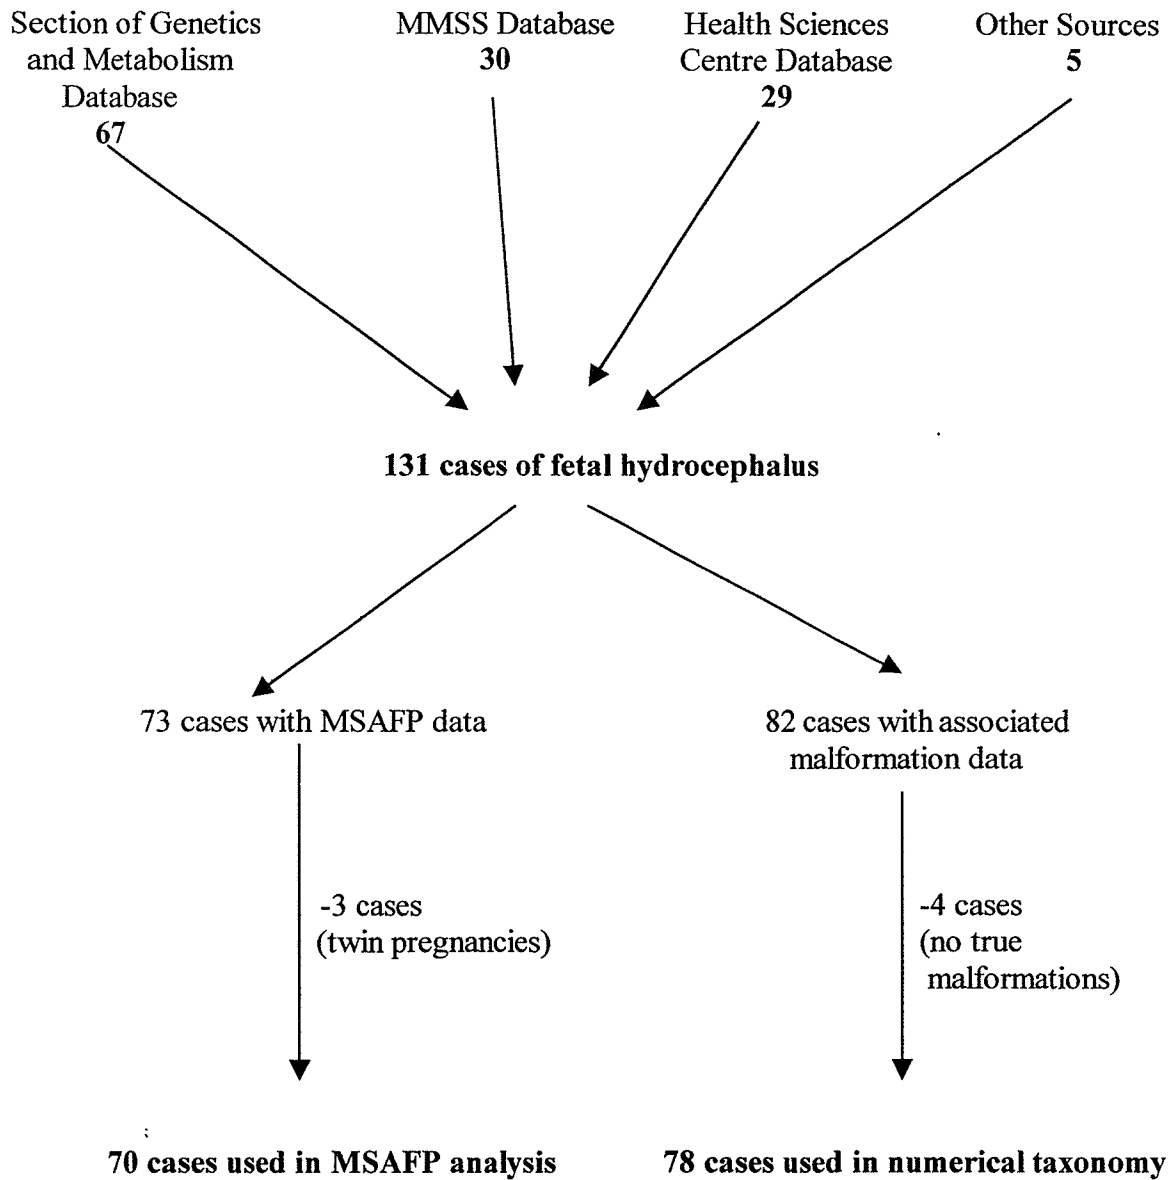 Section of Genetics
and Metabolism
Database
67
MMSS Database
30
Health Sciences
Centre Database
29
Other Sources
5
131 cases of fetal hydrocephalus
73 cases with MSAFP data
82 cases with associated
malformation data
-3 cases
(twin pregnancies)
-4 cases
(no true
malformations)
70 cases used in MSAFP analysis
78 cases used in numerical taxonomy